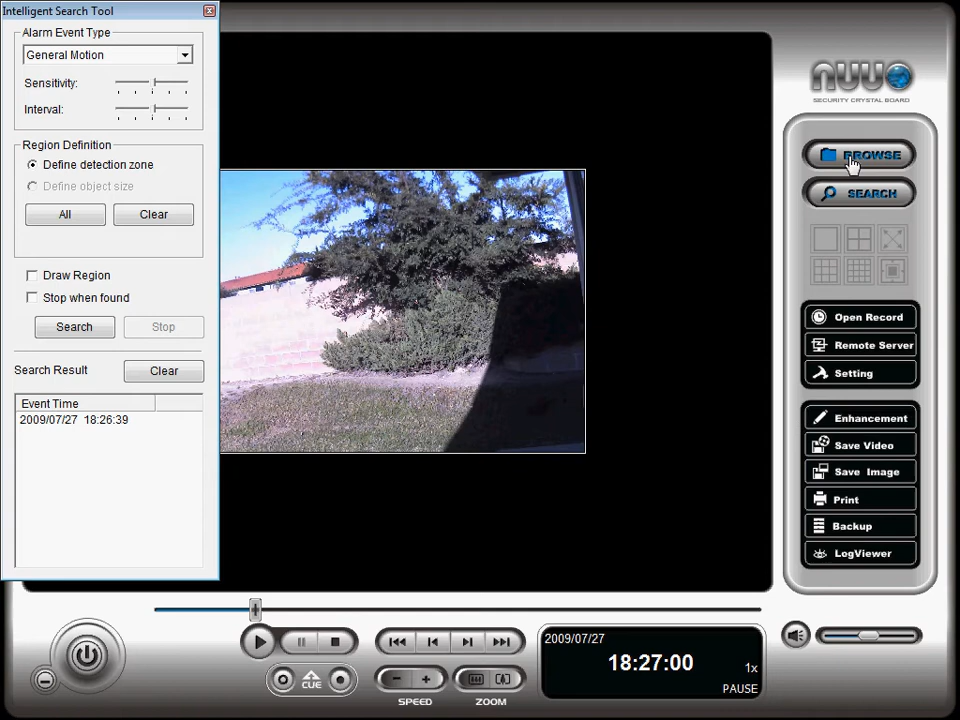 Intelligent Search Tool
Alarm Event Type
General Motion
Sensitivity:
Interval:
Region Definition
Define detection zone
Define object size
All
Clear
Draw Region
Stop when found
Search
Stop
Search Result
Clear
Event Time
2009/07/27 18:26:39
nuuo
SECURITY CRYSTAL BOARD
BROWSE
SEARCH
Open Record
Remote Server
Setting
Enhancement
Save Video
Save Image
Print
Backup
LogViewer
CUE
SPEED
ZOOM
2009/07/27
18:27:00
1x
PAUSE